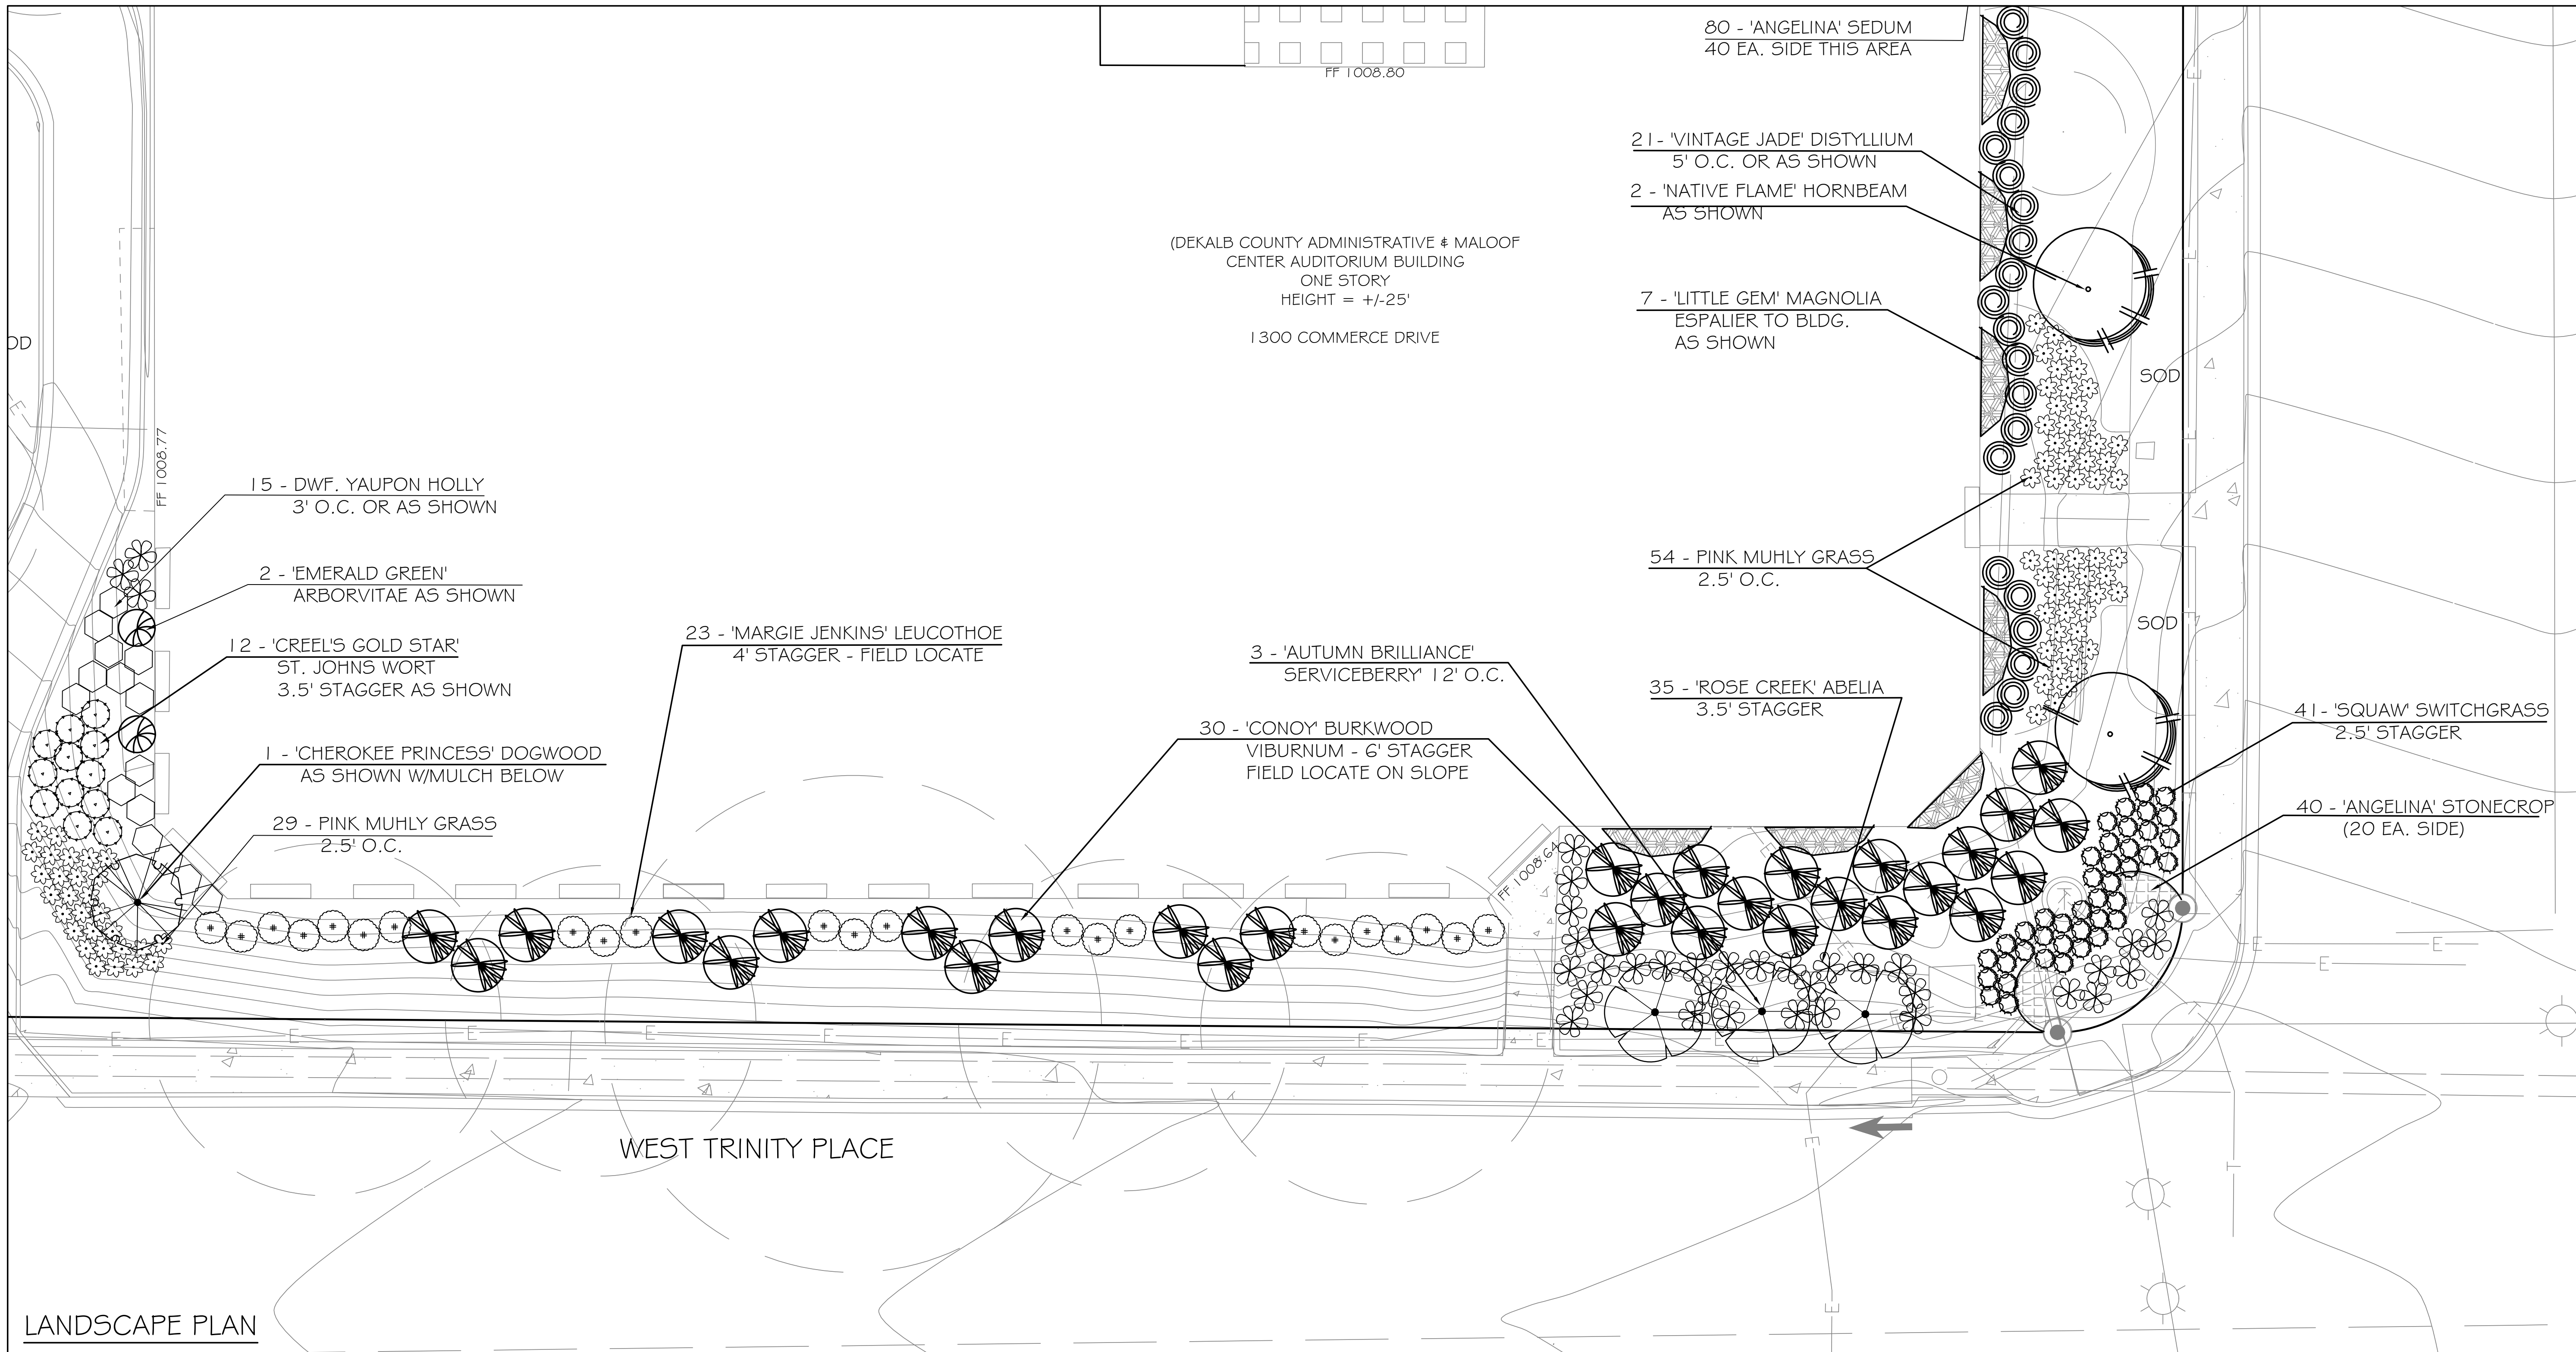 80 - 'ANGELINA' SEDUM
40 EA. SIDE THIS AREA
FF 1008.80
21- 'VINTAGE JADE' DISTYLLIUM
5' O.C. OR AS SHOWN
2 - 'NATIVE FLAME' HORNBEAM
AS SHOWN
(DEKALB COUNTY ADMINISTRATIVE & MALOOF
CENTER AUDITORIUM BUILDING
ONE STORY
HEIGHT = +/-25'
1300 COMMERCE DRIVE
7 - 'LITTLE GEM' MAGNOLIA
ESPALIER TO BLDG.
AS SHOWN
OD
SOD
FF 1008.77
15 - DWF. YAUPON HOLLY
3' O.C. OR AS SHOWN
2 - 'EMERALD GREEN'
ARBORVITAE AS SHOWN
12 - 'CREEL'S GOLD STAR'
ST. JOHNS WORT
3.5' STAGGER AS SHOWN
1 - 'CHEROKEE PRINCESS' DOGWOOD
AS SHOWN W/MULCH BELOW
29 - PINK MUHLY GRASS
2.5' O.C.
23 - 'MARGIE JENKINS' LEUCOTHOE
4' STAGGER - FIELD LOCATE
3 - 'AUTUMN BRILLIANCE'
SERVICEBERRY' 12' O.C.
30 - 'CONOY' BURKWOOD
VIBURNUM - 6' STAGGER
FIELD LOCATE ON SLOPE
54 - PINK MUHLY GRASS
2.5' O.C.
SOD
35 - 'ROSE CREEK' ABELIA
3.5' STAGGER
41- 'SQUAW' SWITCHGRASS
2.5' STAGGER
40 - 'ANGELINA' STONECROP
(20 EA. SIDE)
FF 1008.64
E E E E E E E E E E E E
WEST TRINITY PLACE
LANDSCAPE PLAN